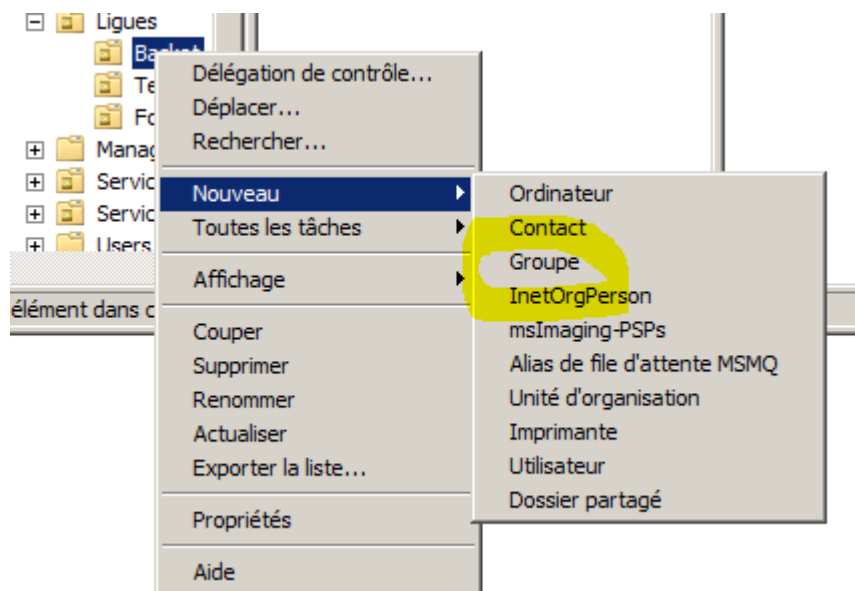 Ligues
Délégation de contrôle...
Déplacer...
Rechercher...
Nouveau
Toutes les tâches
Affichage
Users
élément dans c
Couper
Supprimer
Renommer
Actualiser
Exporter la liste...
Propriétés
Aide
Ordinateur
Contact
Groupe
InetOrgPerson
msImaging-PSPs
Alias de file d'attente MSMQ
Unité d'organisation
Imprimante
Utilisateur
Dossier partagé